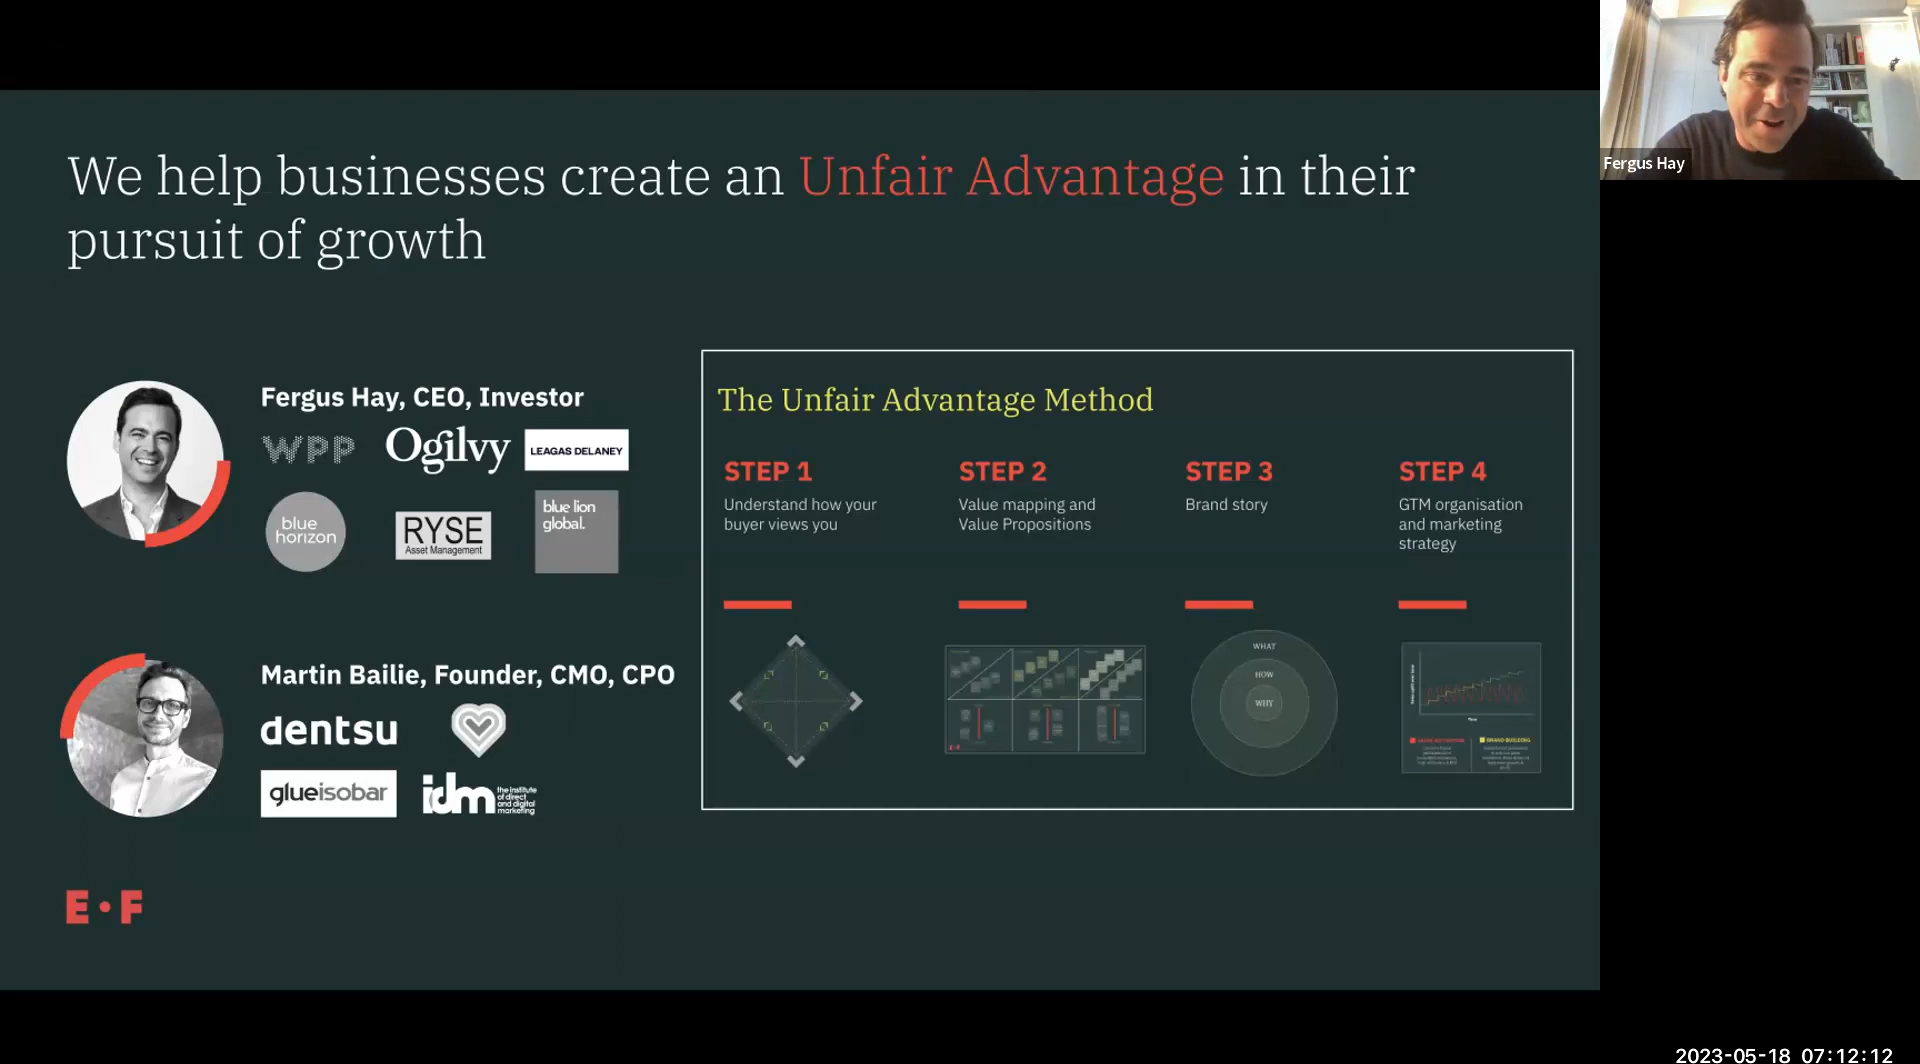 We help businesses create an Unfair Advantage in their
pursuit of growth
Fergus Hay
Fergus Hay, CEO, Investor
WPP
Ogilvy
LEAGAS DELANEY
blue
horizon
RYSE
Asset Management
blue lion
global.
Martin Bailie, Founder, CMO, CPO
dentsu
glueisobar
idm
the institute
of direct
and digital
marketing
The Unfair Advantage Method
STEP 1
Understand how your
buyer views you
STEP 2
Value mapping and
Value Propositions
STEP 3
Brand story
STEP 4
GTM organisation
and marketing
strategy
WHAT
HOW
WHY
Time
BRAND BUILDING
E·F
2023-05-18 07:12:12